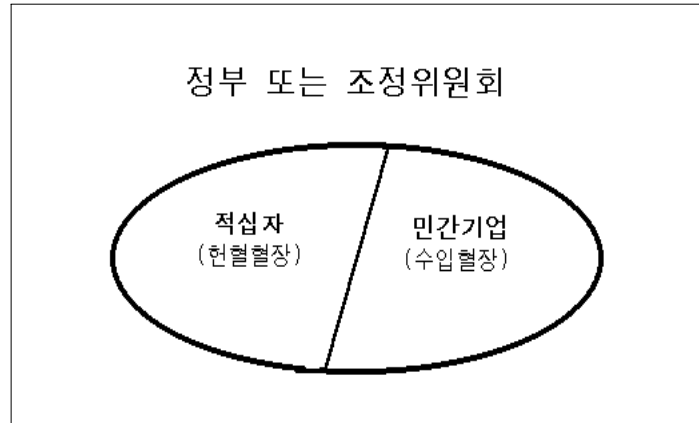 정부 또는 조정위원회
적십자
(헌혈혈장)
민간기업
(수입혈장)